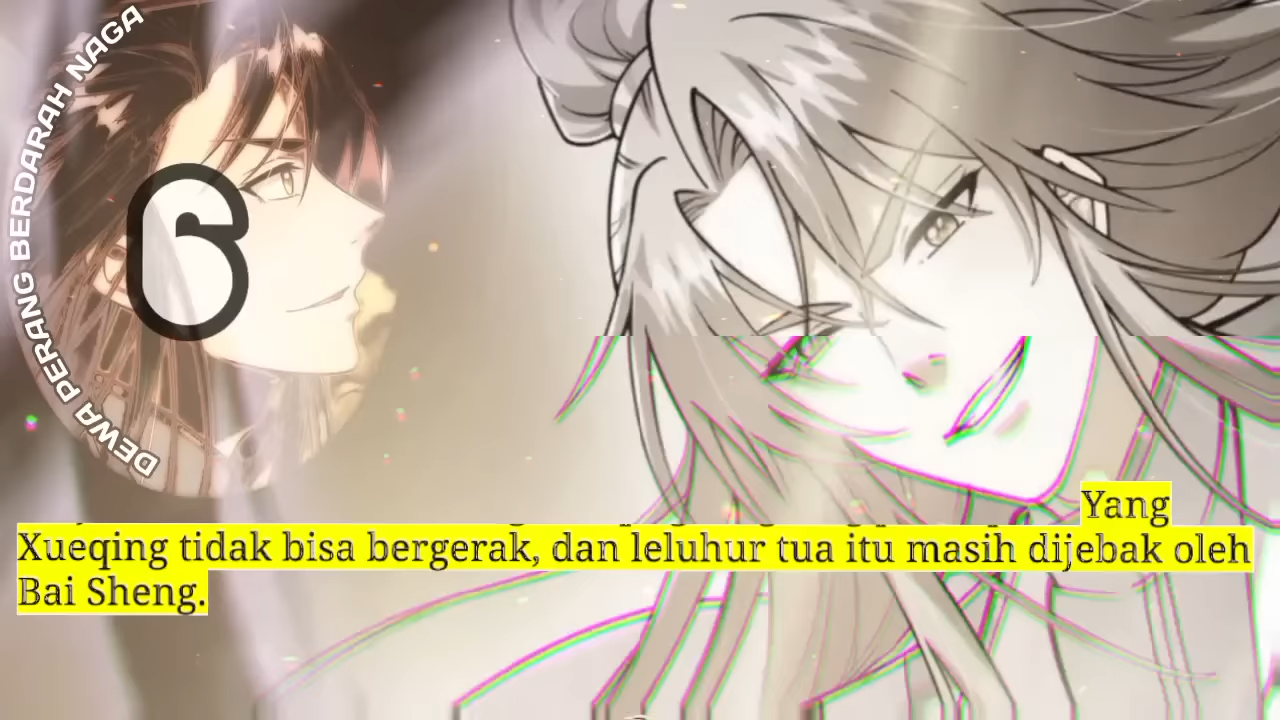 DEWA PERANG BERDARAH NAGA
6
Yang
Xueqing tidak bisa bergerak, dan leluhur tua itu masih dijebak oleh
Bai Sheng.